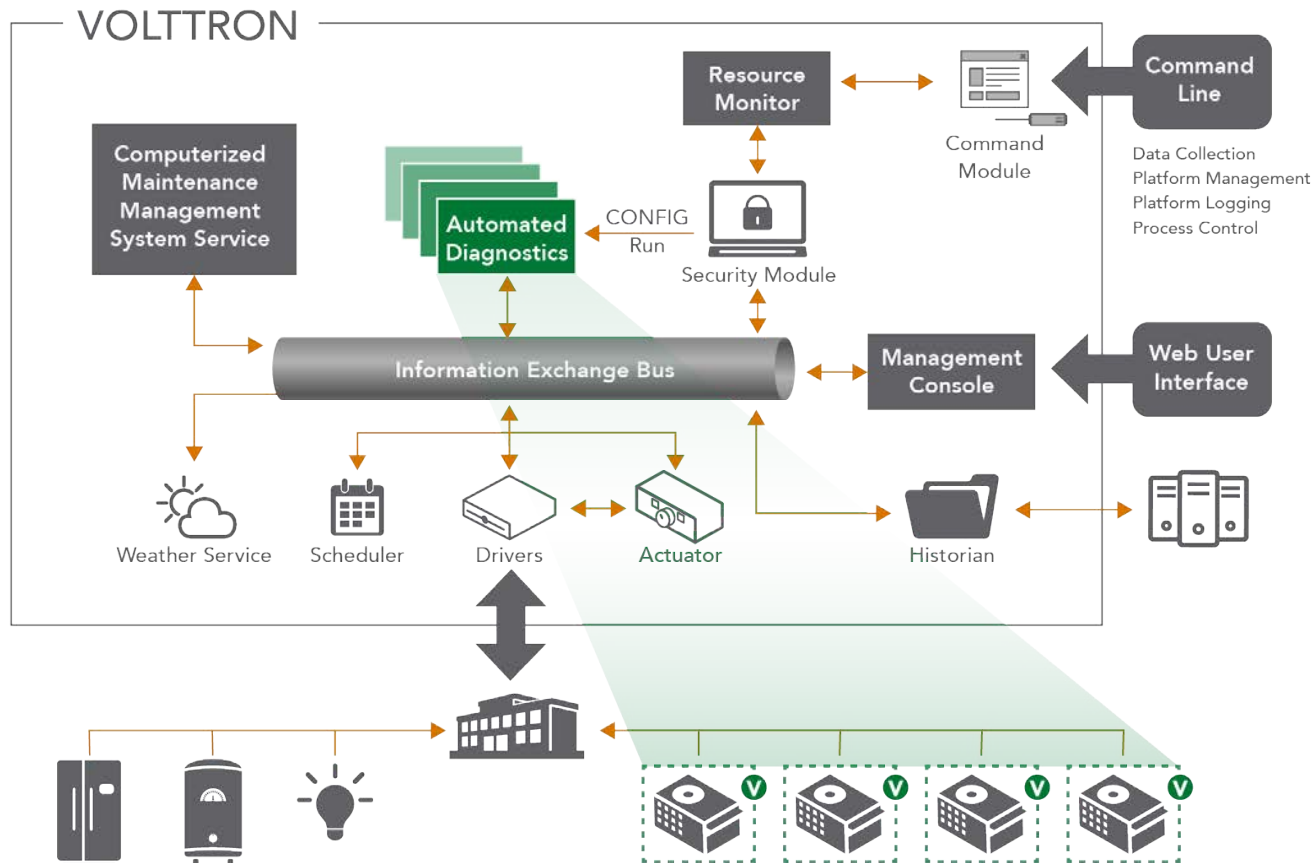 VOLTTRON
Resource
Monitor
Command
Module
Command
Line
Data Collection
Platform Management
Platform Logging
Process Control
Computerized
Maintenance
Management
System Service
Automated
Diagnostics
CONFIG
Run
Security Module
Information Exchange Bus
Management
Console
Web User
Interface
Weather Service
Scheduler
Drivers
Actuator
Historian
V
V
V
V